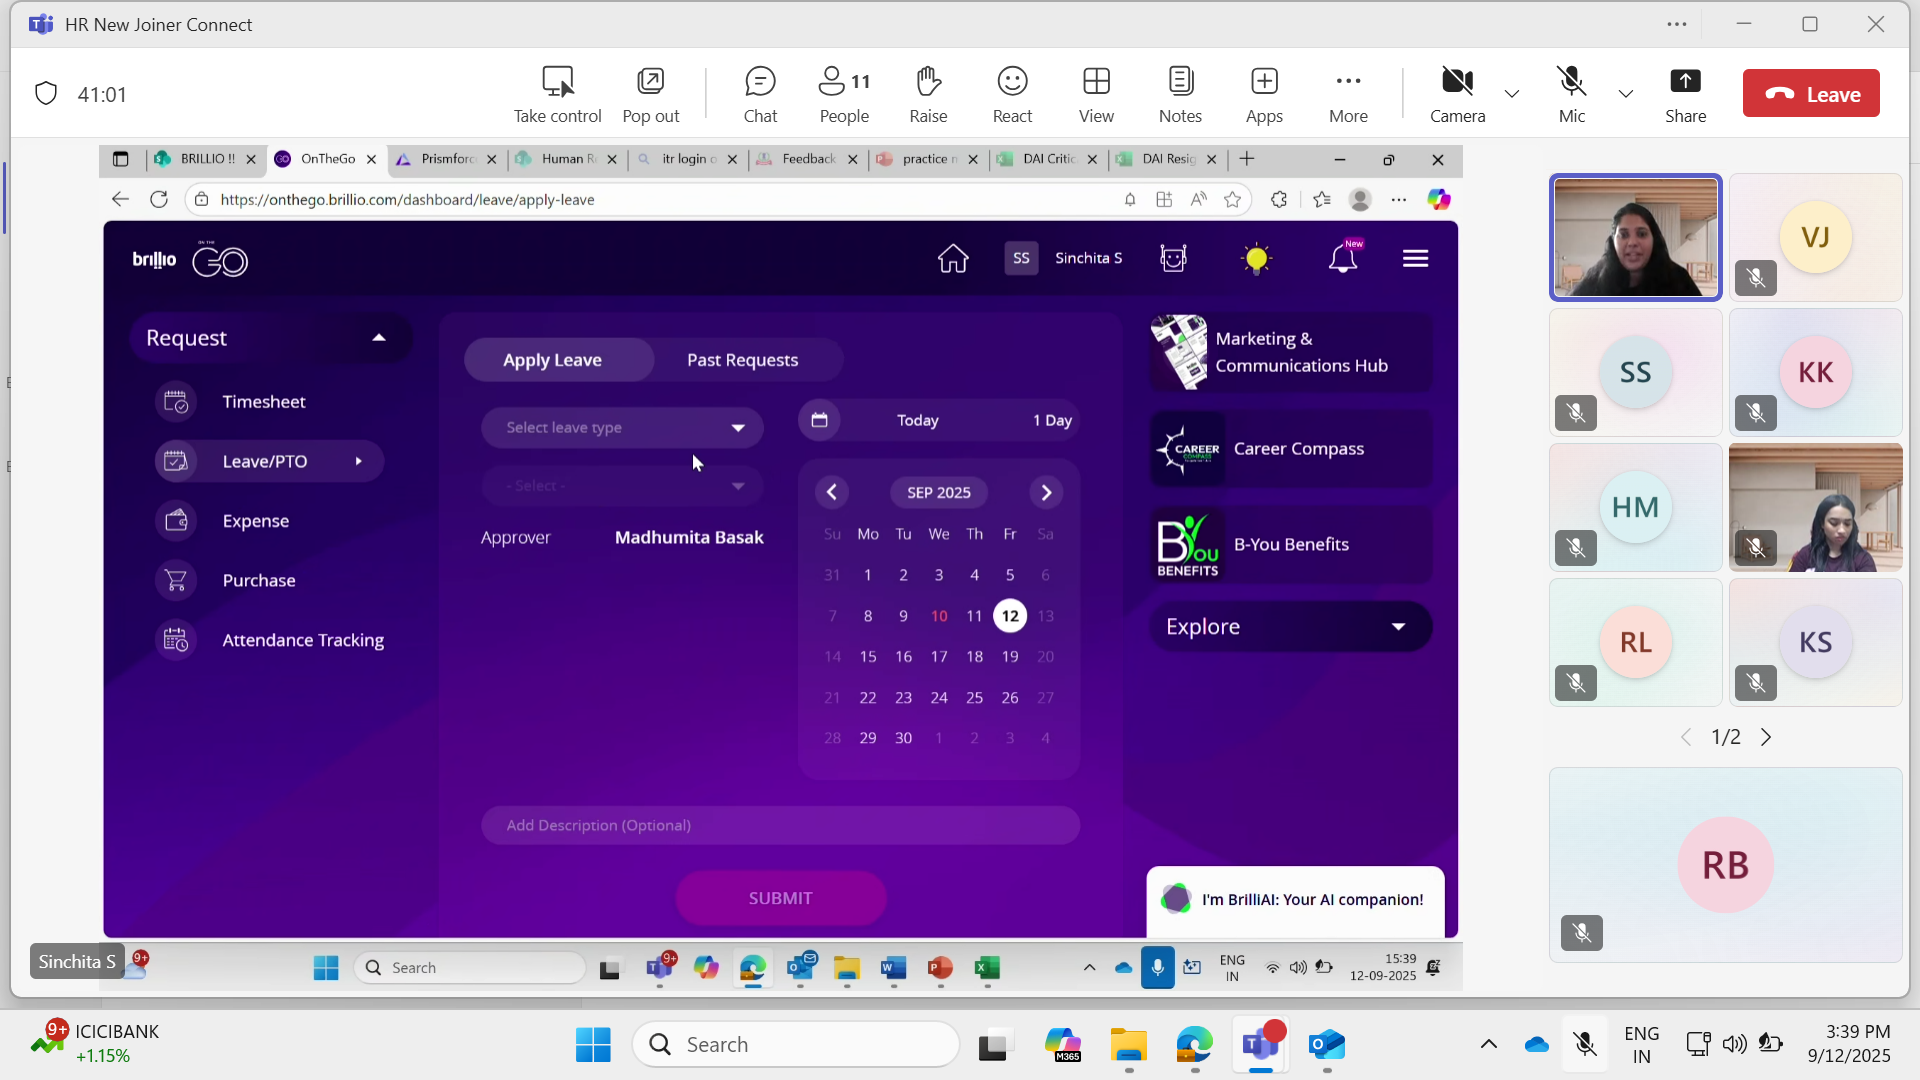 HR New Joiner Connect
41:01
Take control
Pop out
Chat
People 11
Raise
React
View
Notes
Apps
More
Camera
Mic
Share
Leave
BRILLIO !!
OnTheGo
Prismforc
Human R
itr login
Feedback
practice
DAI Critic
DAI Resig
https://onthego.brillio.com/dashboard/leave/apply-leave
brillio ON THE GO
SS Sinchita S
New
Request
Timesheet
Leave/PTO
Expense
Purchase
Attendance Tracking
Apply Leave
Past Requests
Select leave type
- Select -
Approver Madhumita Basak
Today 1 Day
SEP 2025
Su Mo Tu We Th Fr Sa
31 1 2 3 4 5 6
7 8 9 10 11 12 13
14 15 16 17 18 19 20
21 22 23 24 25 26 27
28 29 30 1 2 3 4
Add Description (Optional)
SUBMIT
Marketing &
Communications Hub
CAREER
Career Compass
BYou
BENEFITS
B-You Benefits
Explore
I'm BrilliAI: Your AI companion!
VJ
SS
KK
HM
RL
KS
1/2
RB
Sinchita S
9+
Search
9+
ENG
IN
15:39
12-09-2025
9+
ICICIBANK
+1.15%
Search
M365
ENG
IN
3:39 PM
9/12/2025